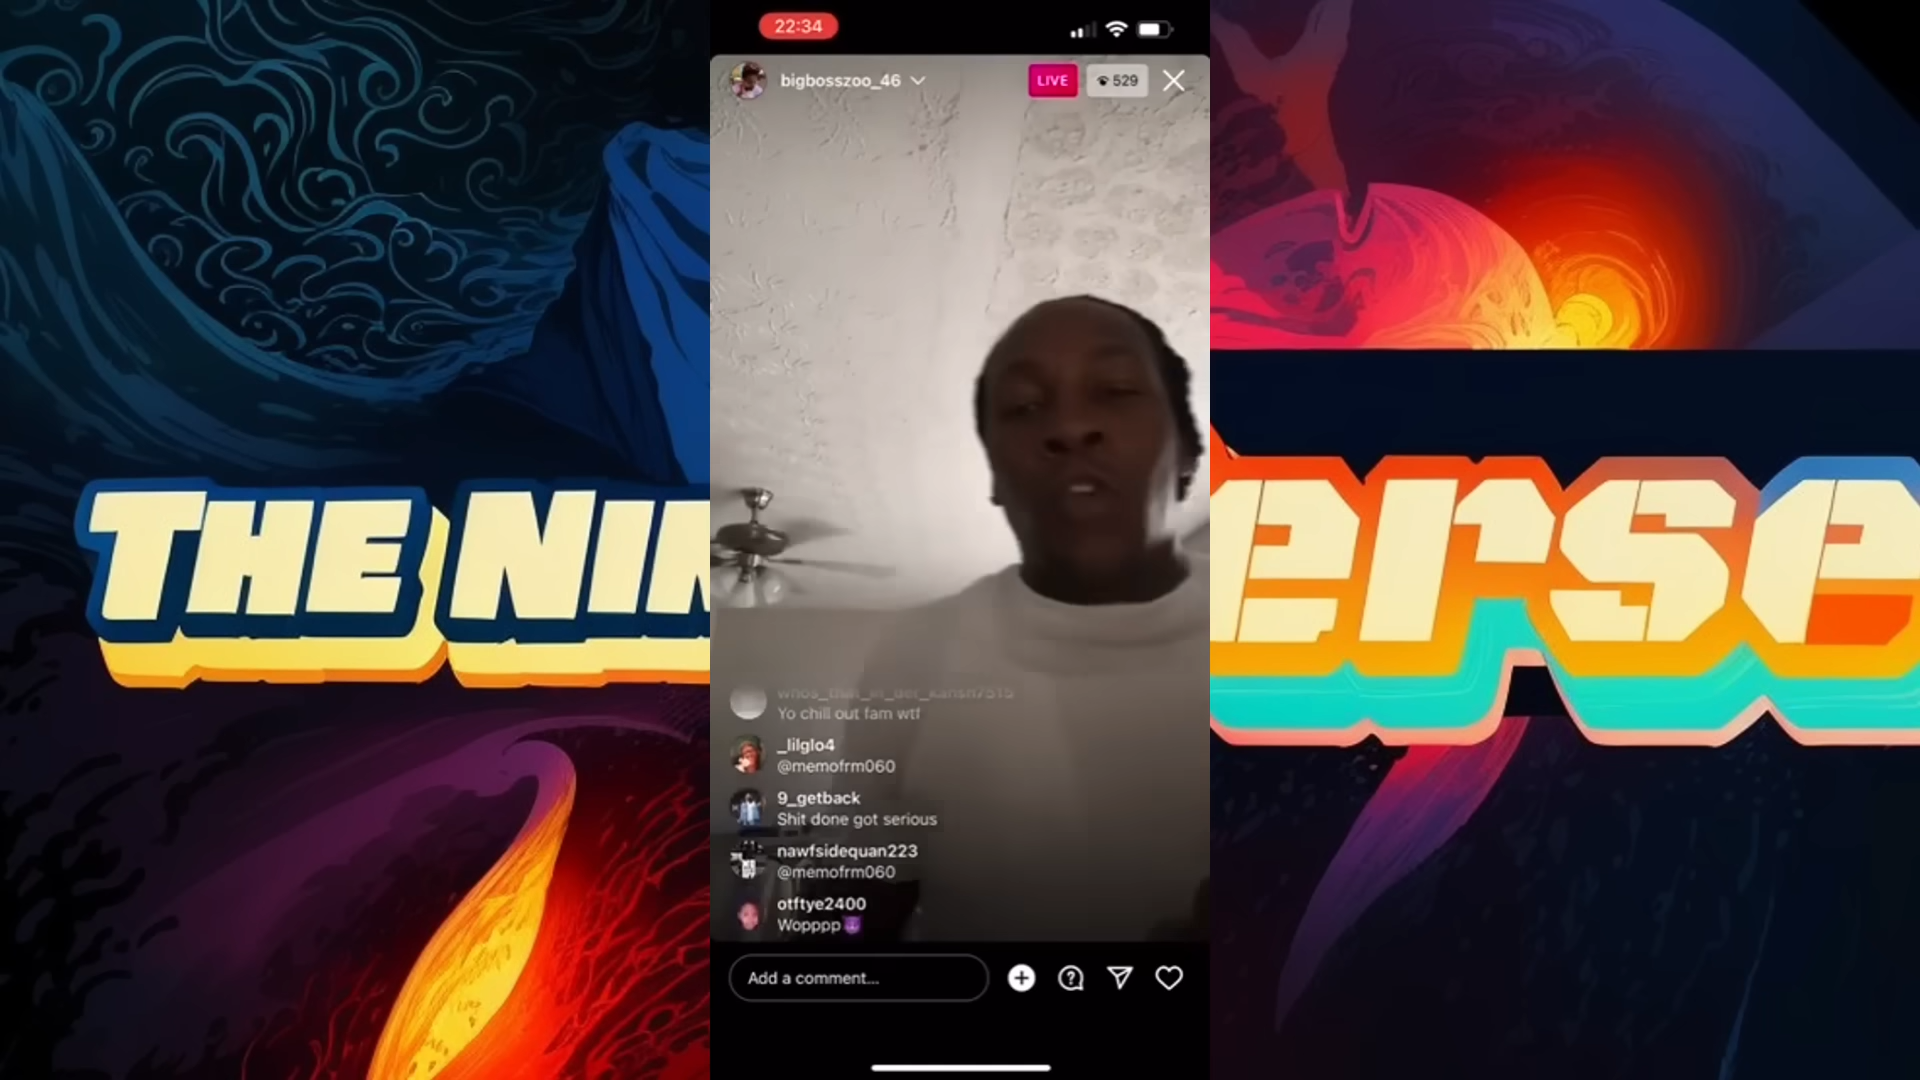 22:34
bigbosszoo_46
LIVE
529
THE NIN
erse
Yo chill out fam wtf
_lilglo4
@memofrm060
9_getback
Shit done got serious
nawfsidequan223
@memofrm060
otftye2400
Wopppp😈
Add a comment...